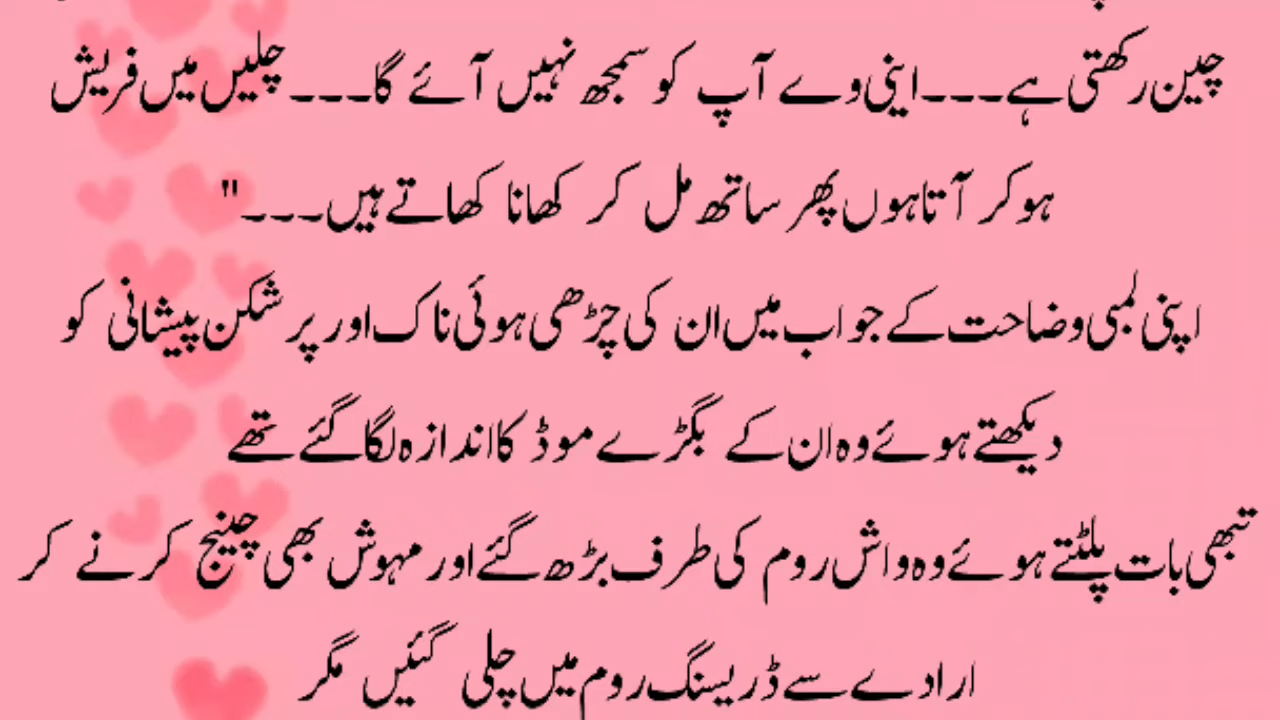 چین رکھتی ہے۔۔۔اینی وے آپ کو سمجھ نہیں آئے گا۔۔۔چلیں میں فریش
ہو کر آتا ہوں پھر ساتھ مل کر کھانا کھاتے ہیں۔۔۔"
اپنی لمبی وضاحت کے جواب میں ان کی چڑھی ہوئی ناک اور پر شکن پیشانی کو
دیکھتے ہوئے وہ ان کے بگڑے موڈ کا اندازہ لگا گئے تھے
تبھی بات پلٹتے ہوئے وہ واش روم کی طرف بڑھ گئے اور مہوش بھی چینج کرنے کر
ارادے سے ڈریسنگ روم میں چلی گئیں مگر